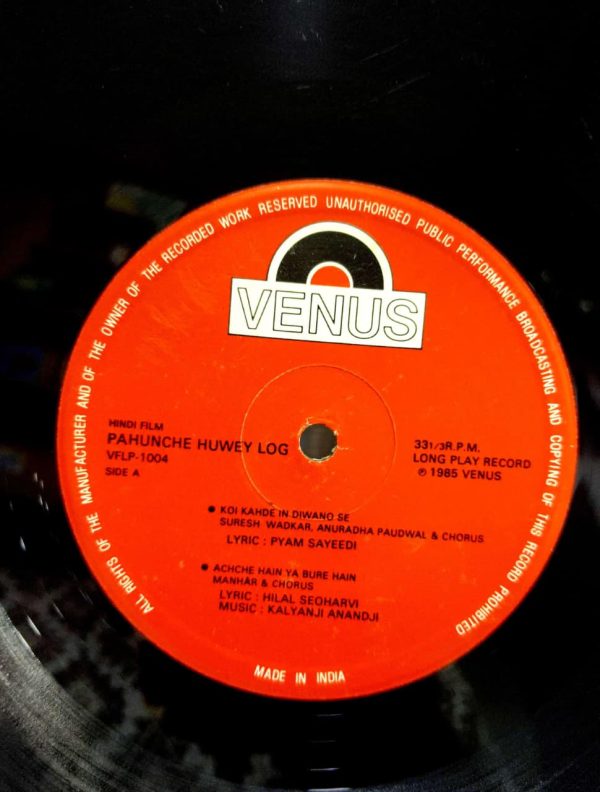 ALL RIGHTS OF THE MANUFACTURER AND OF THE OWNER OF THE RECORDED WORK RESERVED UNAUTHORISED PUBLIC PERFORMANCE BROADCASTING AND COPYING OF THIS RECORD PROHIBITED
VENUS
HINDI FILM
PAHUNCHE HUWEY LOG
VFLP-1004
SIDE A
33 1/3 R.P.M.
LONG PLAY RECORD
℗ 1985 VENUS
● KOI KAHDE IN DIWANO SE
SURESH WADKAR, ANURADHA PAUDWAL & CHORUS
LYRIC : PYAM SAYEEDI
● ACHCHE HAIN YA BURE HAIN
MANHAR & CHORUS
LYRIC : HILAL SEOHARVI
MUSIC : KALYANJI ANANDJI
MADE IN INDIA